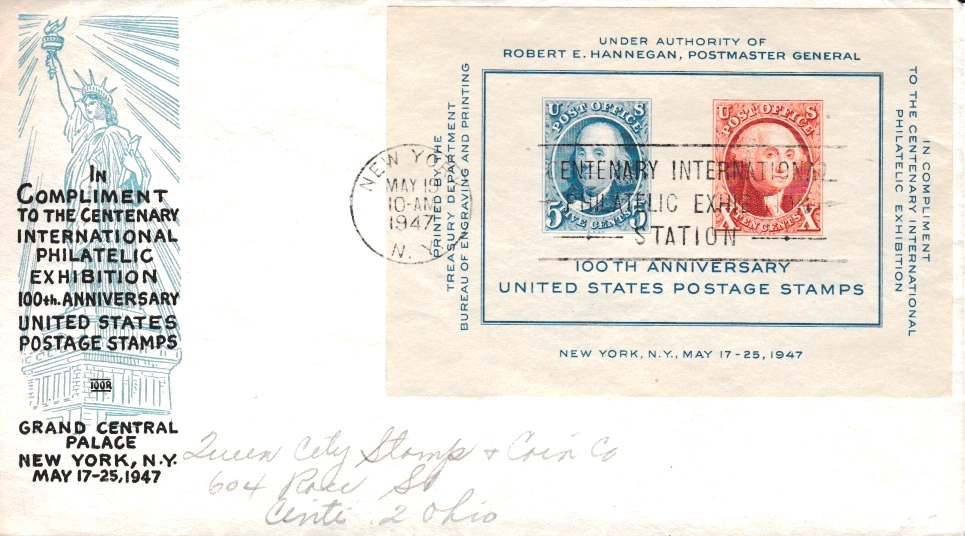 IN
COMPLIMENT
TO THE CENTENARY
INTERNATIONAL
PHILATELIC
EXHIBITION
100th. ANNIVERSARY
UNITED STATES
POSTAGE STAMPS
GRAND CENTRAL
PALACE
NEW YORK, N.Y.
MAY 17-25, 1947
UNDER AUTHORITY OF
ROBERT E. HANNEGAN, POSTMASTER GENERAL
PRINTED BY THE
TREASURY DEPARTMENT
BUREAU OF ENGRAVING AND PRINTING
U S
POST OFFICE
5 5
FIVE CENTS
U S
POST OFFICE
X X
TEN CENTS
IN COMPLIMENT
TO THE CENTENARY INTERNATIONAL
PHILATELIC EXHIBITION
100TH ANNIVERSARY
UNITED STATES POSTAGE STAMPS
NEW YORK, N.Y., MAY 17-25, 1947
NEW YO
MAY 19
10-AM
1947
N.Y.
CENTENARY INTERNATIONAL
PHILATELIC
STATION
Queen City Stamp & Coin Co
604 Race St
Cinti 2 Ohio